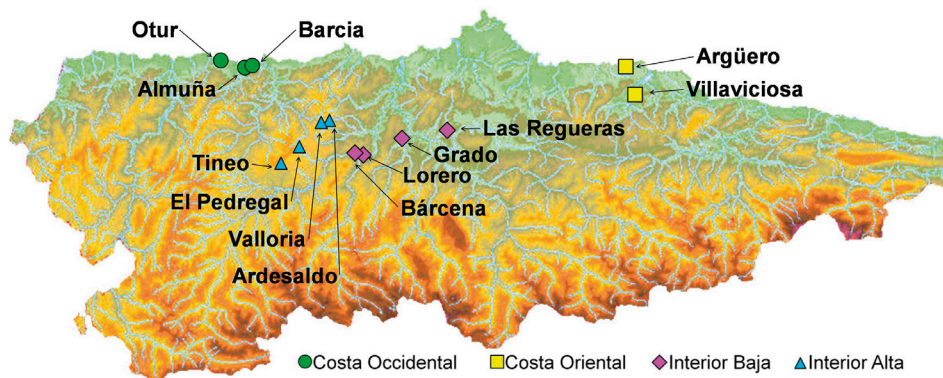 Otur
Barcia
Almuña
Argüero
Villaviciosa
Las Regueras
Grado
Lorero
Bárcena
Tineo
El Pedregal
Valloria
Ardesaldo
Costa Occidental
Costa Oriental
Interior Baja
Interior Alta